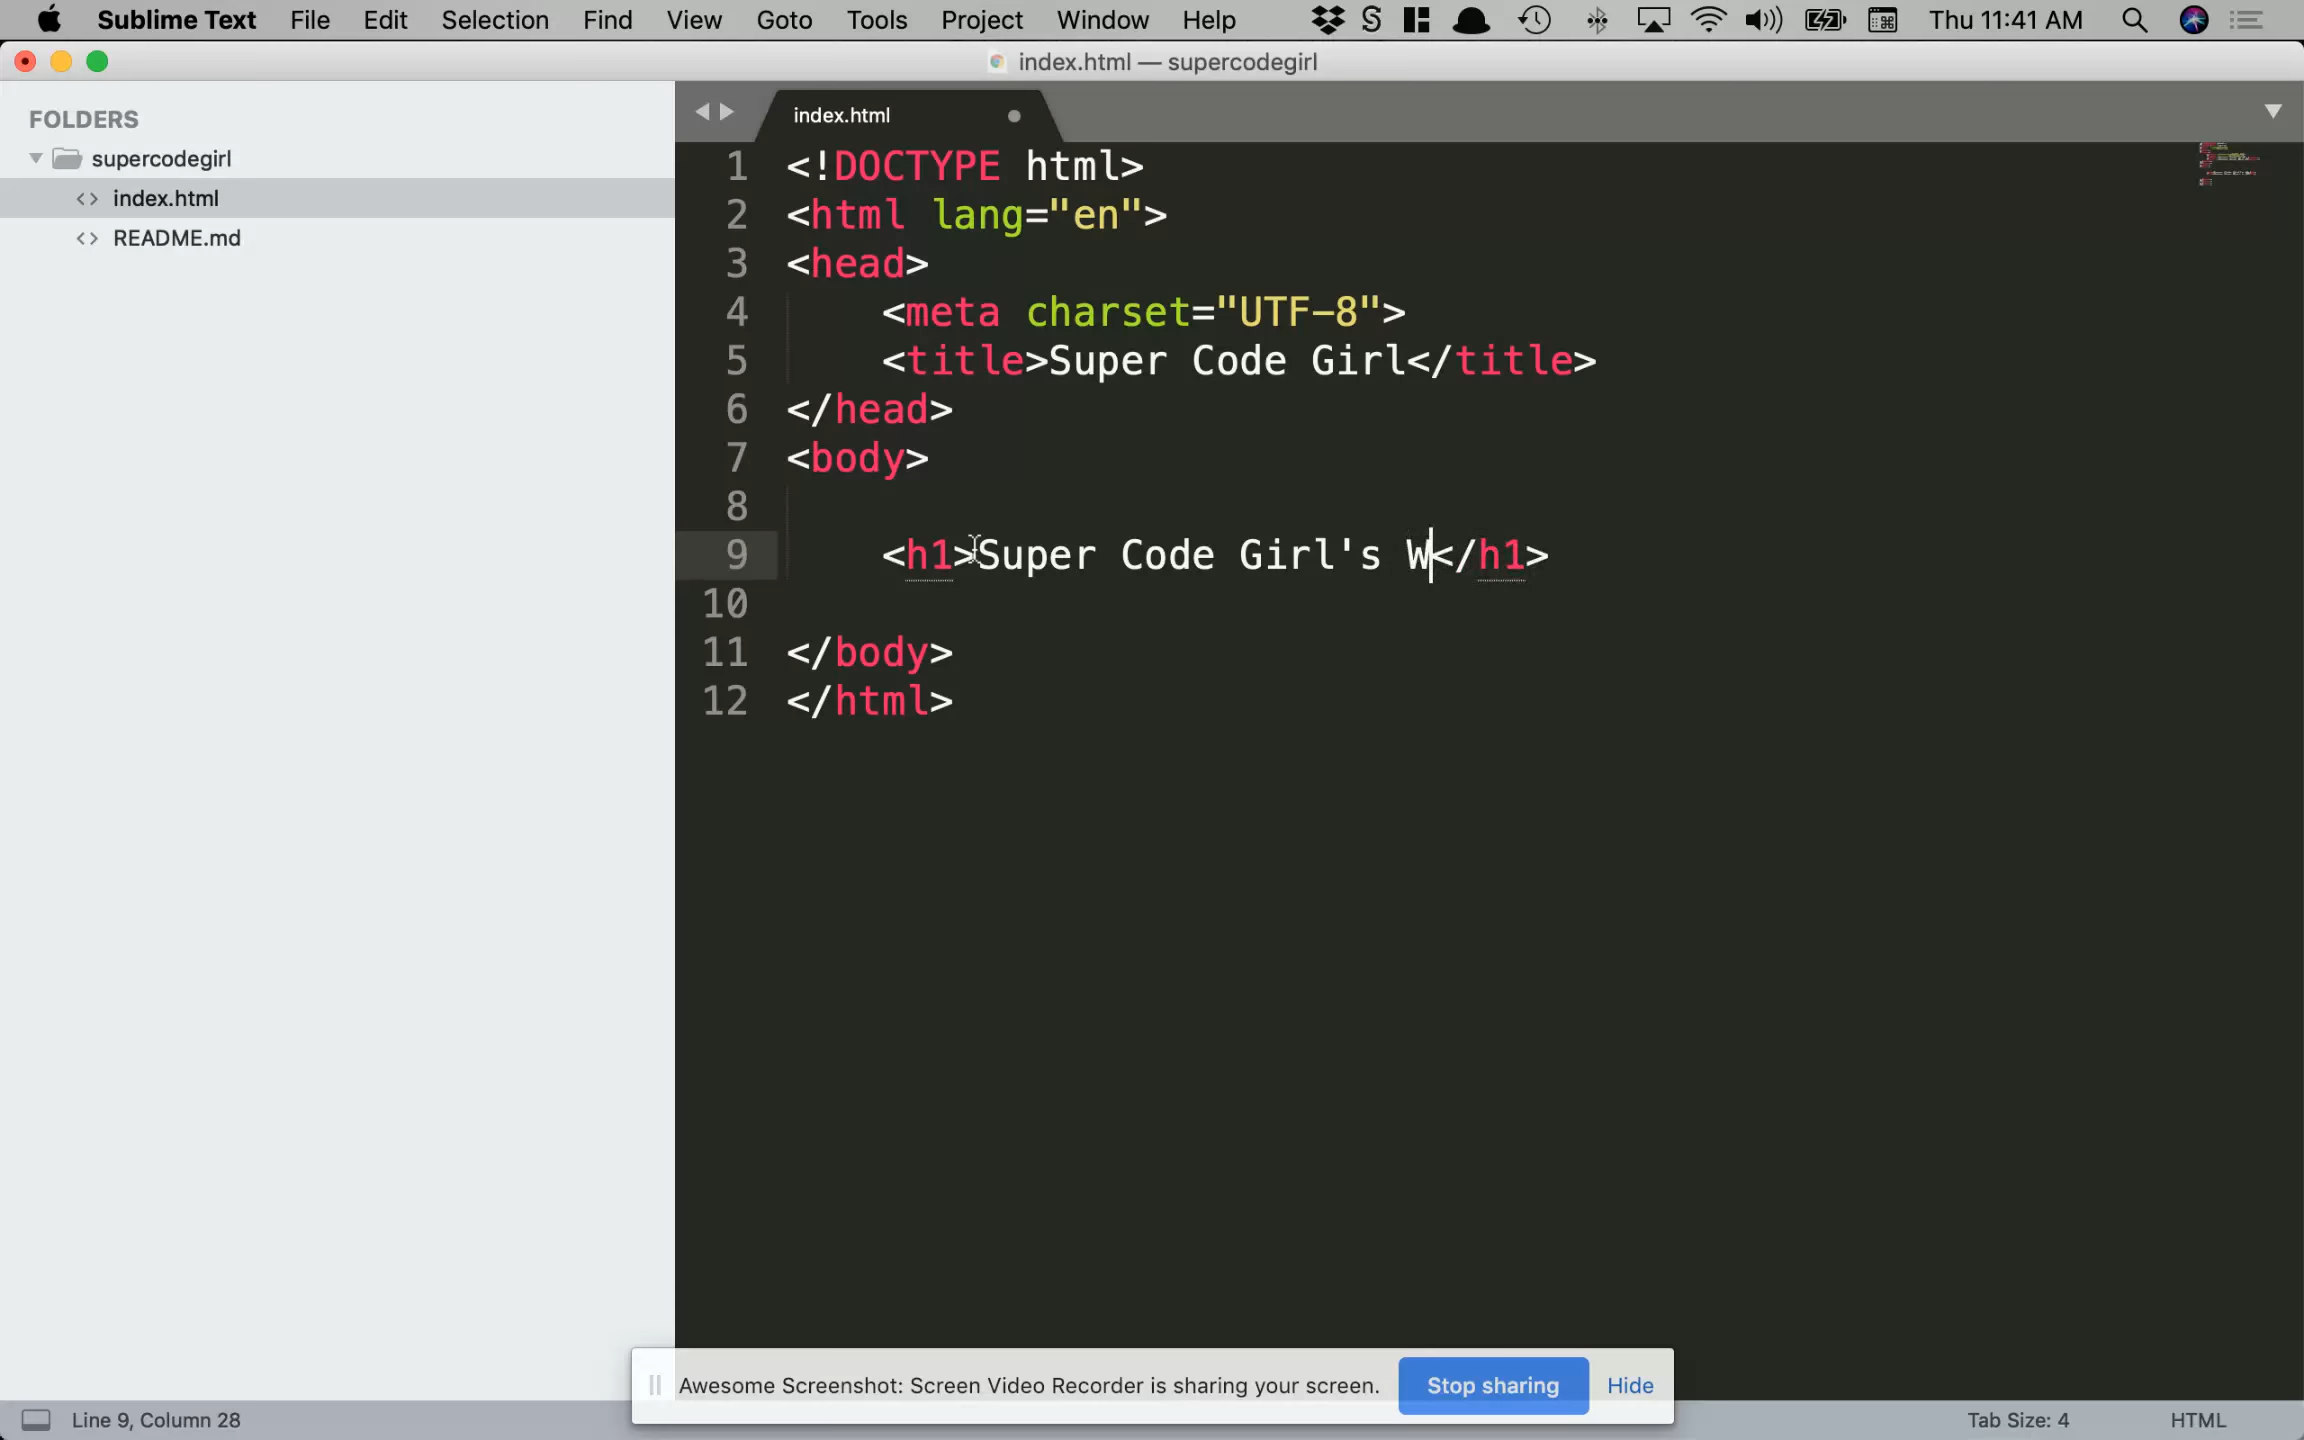 Sublime Text File Edit Selection Find View Goto Tools Project Window Help Thu 11:41 AM
index.html — supercodegirl
FOLDERS
supercodegirl
<> index.html
<> README.md
index.html
1 <!DOCTYPE html>
2 <html lang="en">
3 <head>
4 <meta charset="UTF-8">
5 <title>Super Code Girl</title>
6 </head>
7 <body>
8
9 <h1>Super Code Girl's W</h1>
10
11 </body>
12 </html>
Awesome Screenshot: Screen Video Recorder is sharing your screen. Stop sharing Hide
Line 9, Column 28 Tab Size: 4 HTML